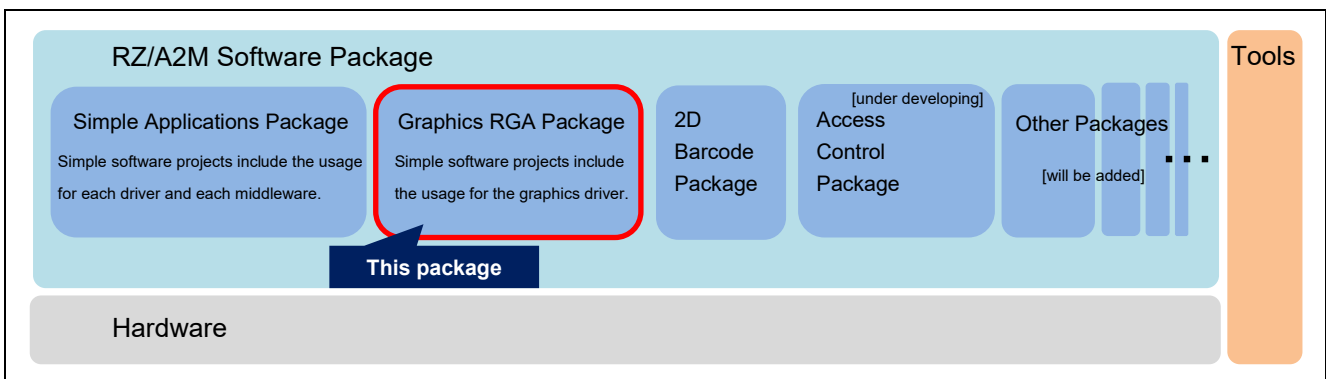 RZ/A2M Software Package
Tools
Simple Applications Package
Simple software projects include the usage
for each driver and each middleware.
Graphics RGA Package
Simple software projects include
the usage for the graphics driver.
2D
Barcode
Package
[under developing]
Access
Control
Package
Other Packages
[will be added]
...
This package
Hardware